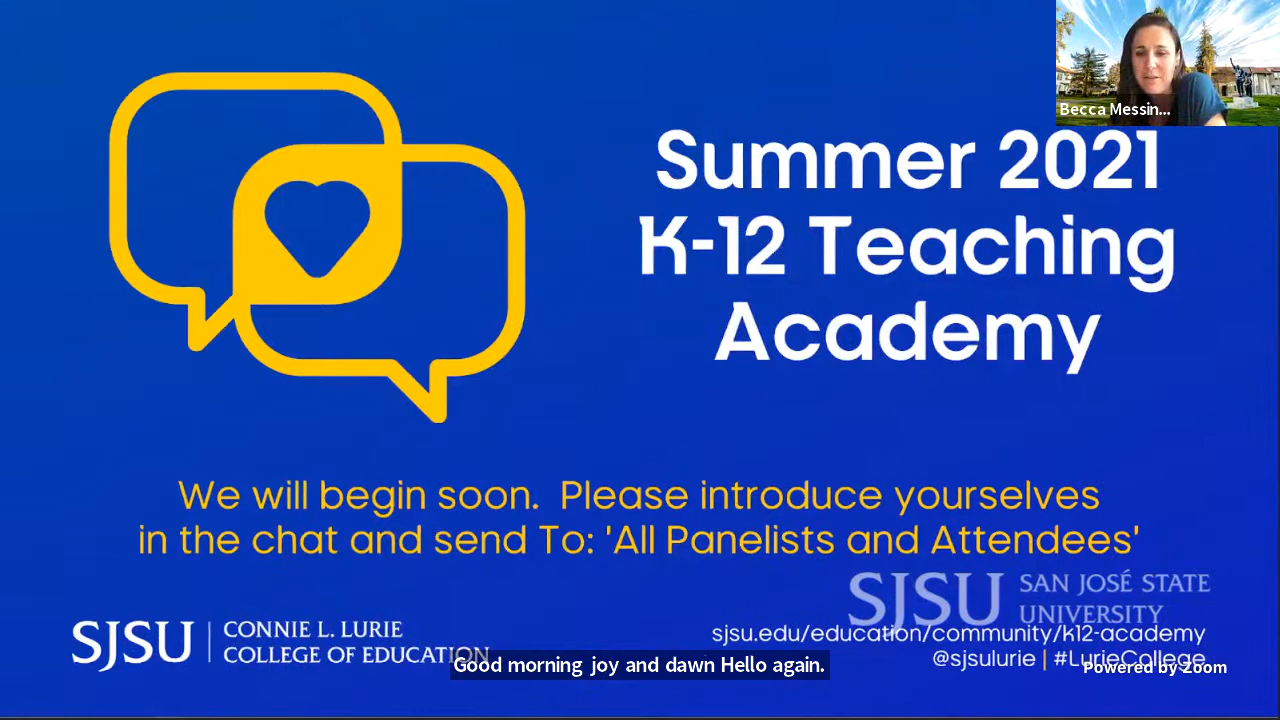 Becca Messin...
Summer 2021
K-12 Teaching
Academy
We will begin soon. Please introduce yourselves
in the chat and send To: 'All Panelists and Attendees'
SJSU SAN JOSÉ STATE
UNIVERSITY
SJSU | CONNIE L. LURIE
COLLEGE OF EDUCATION
sjsu.edu/education/community/k12-academy
@sjsulurie | #LurieCollege
Good morning joy and dawn Hello again.
Powered by Zoom